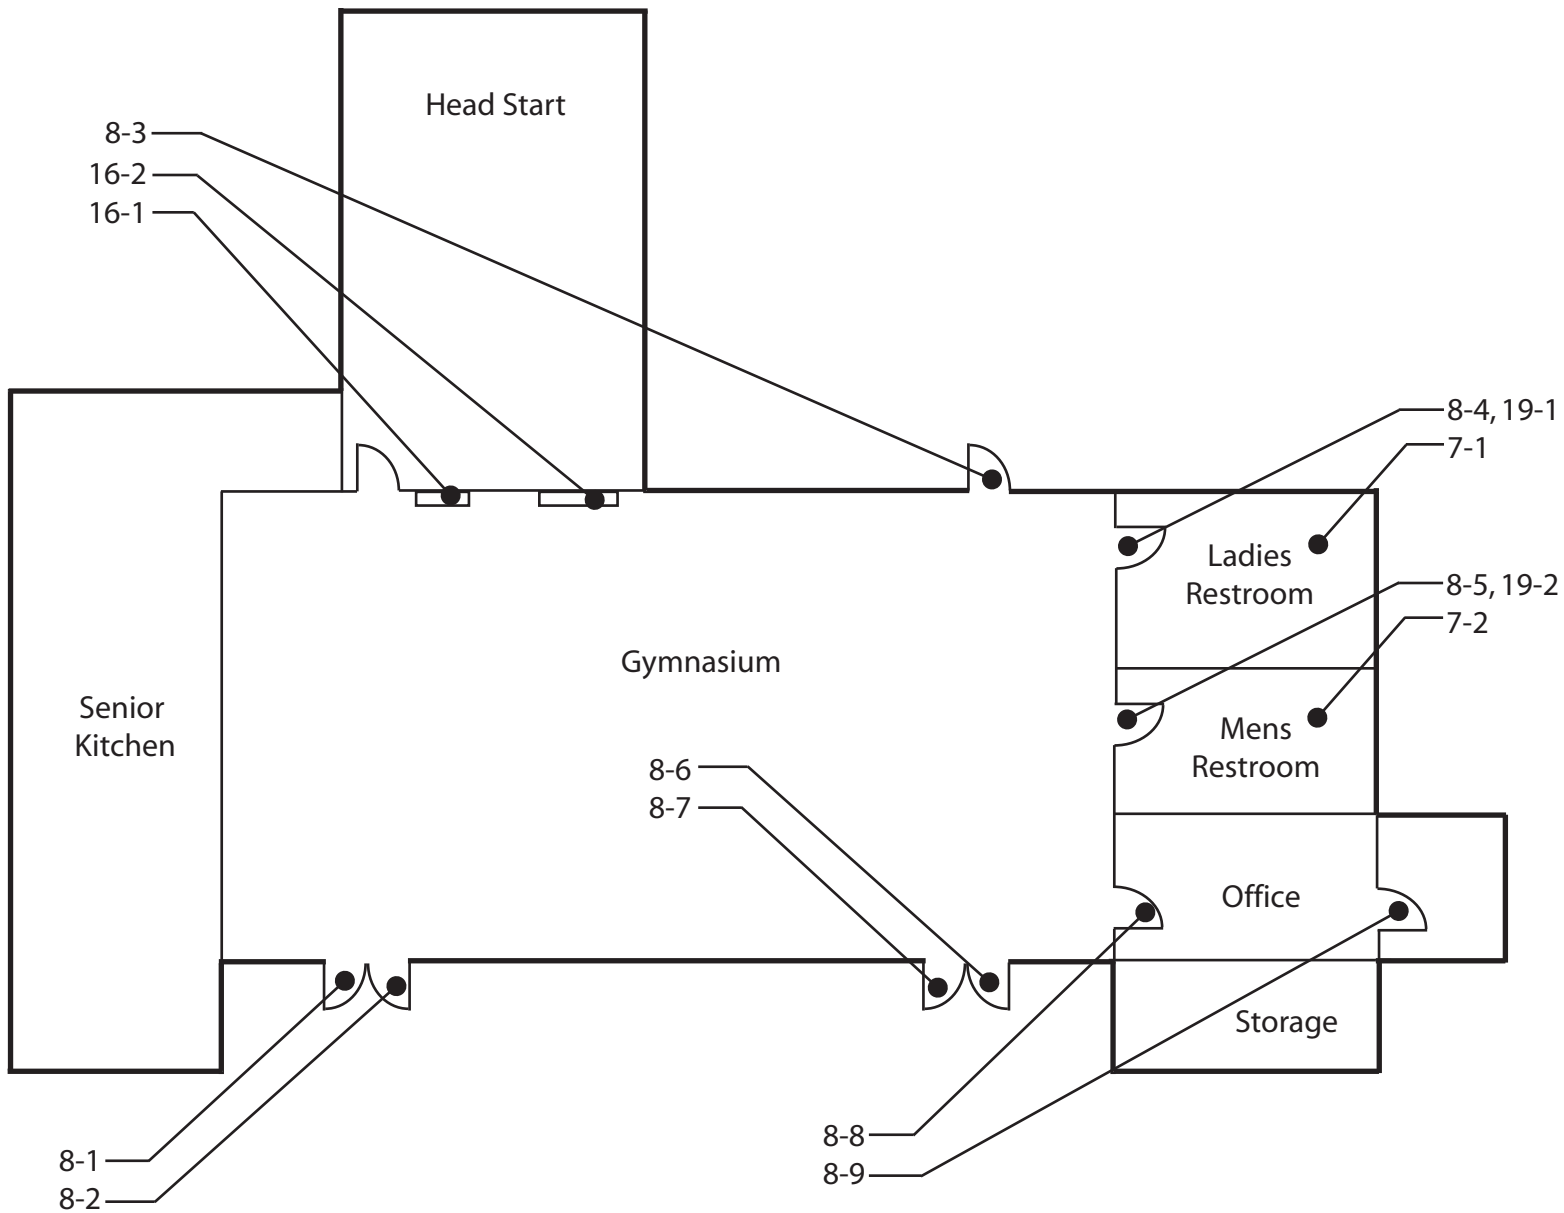 Head Start
8-3
16-2
16-1
8-4, 19-1
7-1
Ladies
Restroom
8-5, 19-2
7-2
Gymnasium
Senior
Kitchen
Mens
Restroom
8-6
8-7
Office
Storage
8-8
8-9
8-1
8-2